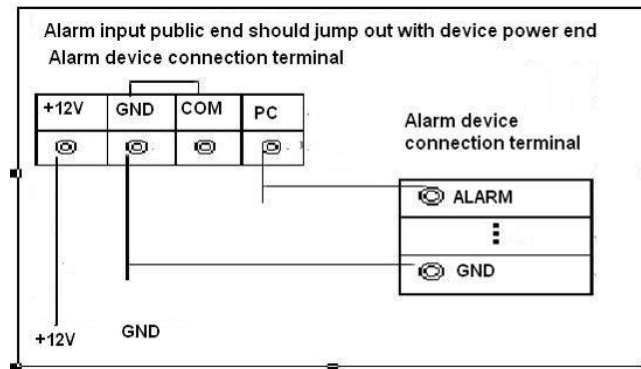 Alarm input public end should jump out with device power end
Alarm device connection terminal
+12V GND COM PC
Alarm device
connection terminal
ALARM
GND
+12V GND